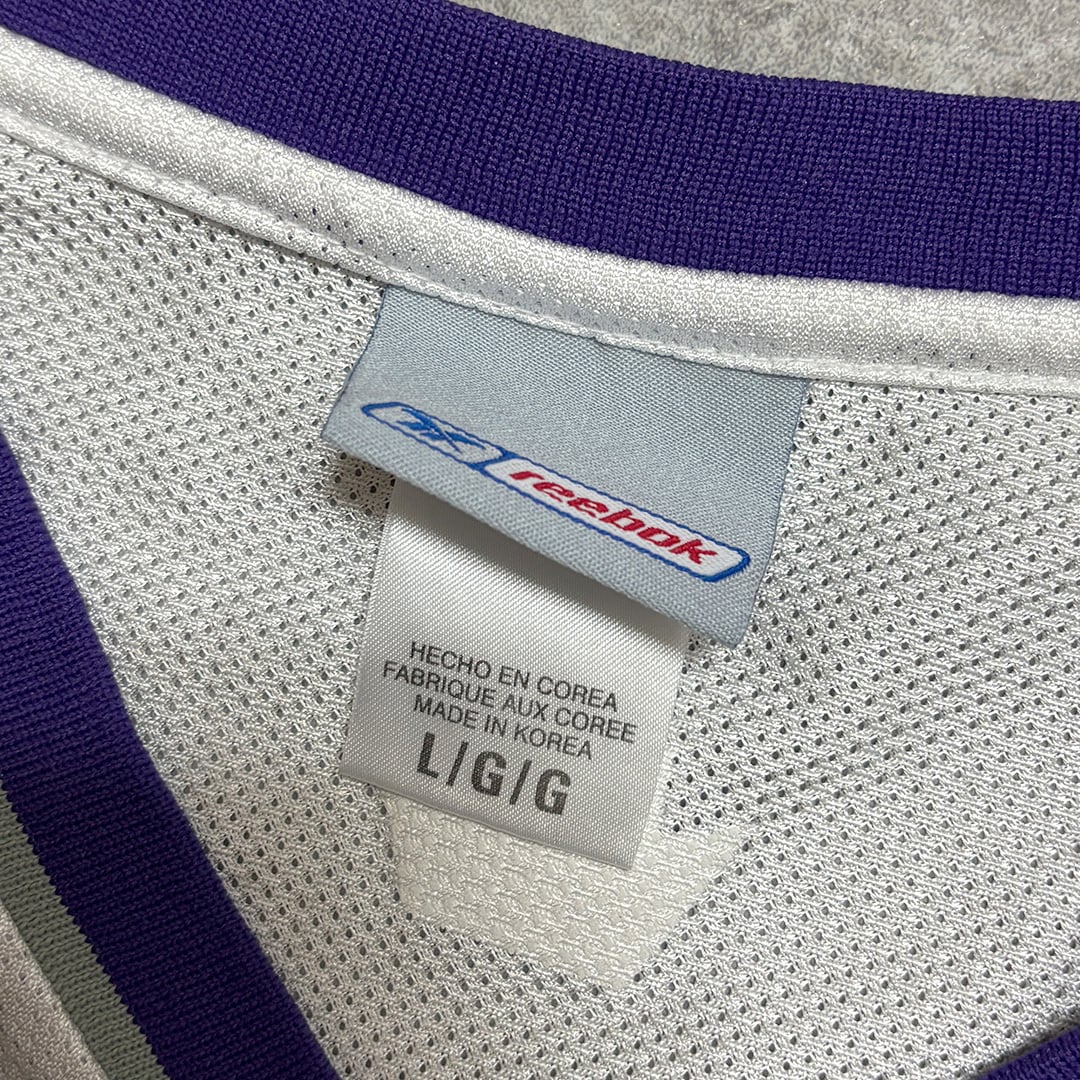 reebok
HECHO EN COREA
FABRIQUE AUX COREE
MADE IN KOREA
L/G/G